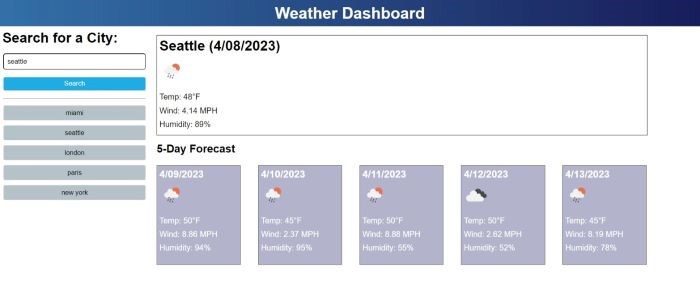 Weather Dashboard
Search for a City:
seattle
Search
miami
seattle
london
paris
new york
Seattle (4/08/2023)
Temp: 48°F
Wind: 4.14 MPH
Humidity: 89%
5-Day Forecast
4/09/2023
Temp: 50°F
Wind: 8.86 MPH
Humidity: 94%
4/10/2023
Temp: 45°F
Wind: 2.37 MPH
Humidity: 95%
4/11/2023
Temp: 50°F
Wind: 8.88 MPH
Humidity: 55%
4/12/2023
Temp: 50°F
Wind: 2.62 MPH
Humidity: 52%
4/13/2023
Temp: 45°F
Wind: 8.19 MPH
Humidity: 78%